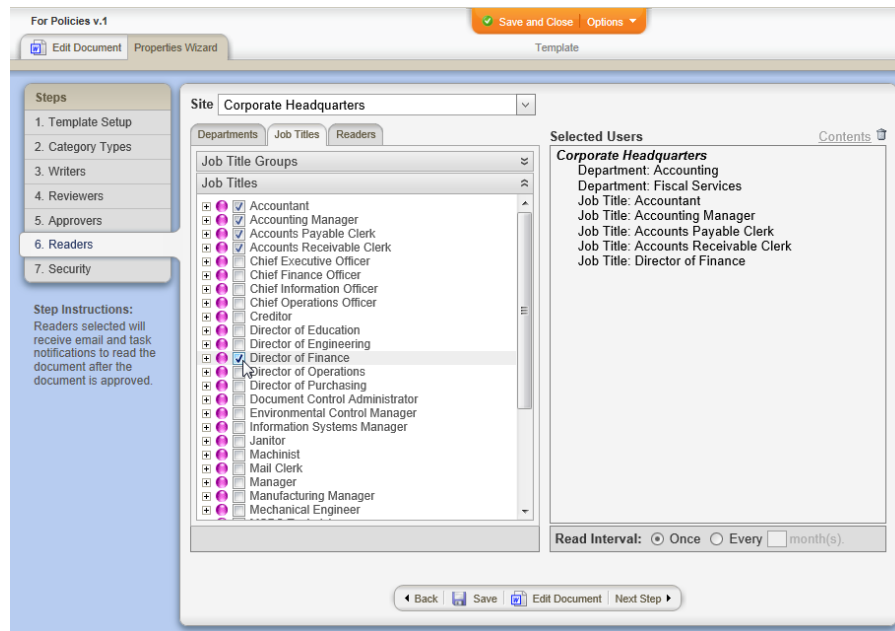 For Policies v.1
Save and Close Options
Edit Document Properties Wizard
Template
Steps
1. Template Setup
2. Category Types
3. Writers
4. Reviewers
5. Approvers
6. Readers
7. Security
Step Instructions:
Readers selected will
receive email and task
notifications to read the
document after the
document is approved.
Site Corporate Headquarters
Departments Job Titles Readers
Job Title Groups
Job Titles
Accountant
Accounting Manager
Accounts Payable Clerk
Accounts Receivable Clerk
Chief Executive Officer
Chief Finance Officer
Chief Information Officer
Chief Operations Officer
Creditor
Director of Education
Director of Engineering
Director of Finance
Director of Operations
Director of Purchasing
Document Control Administrator
Environmental Control Manager
Information Systems Manager
Janitor
Machinist
Mail Clerk
Manager
Manufacturing Manager
Mechanical Engineer
Selected Users Contents
Corporate Headquarters
Department: Accounting
Department: Fiscal Services
Job Title: Accountant
Job Title: Accounting Manager
Job Title: Accounts Payable Clerk
Job Title: Accounts Receivable Clerk
Job Title: Director of Finance
Read Interval: Once Every month(s).
Back Save Edit Document Next Step